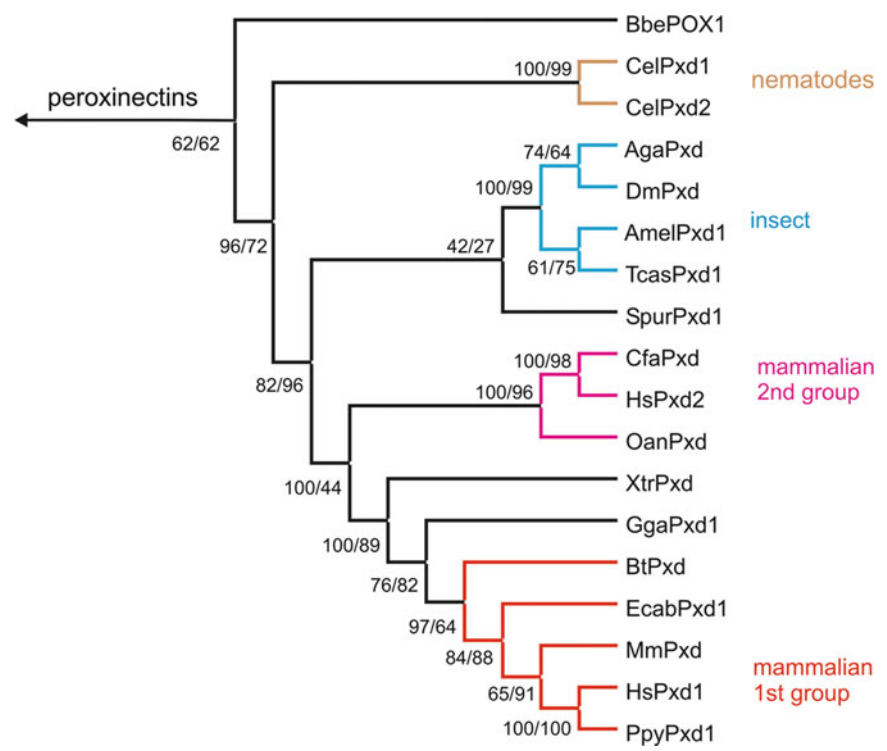 BbePOX1
100/99
CelPxd1
nematodes
peroxinectins
CelPxd2
62/62
74/64
AgaPxd
100/99
DmPxd
insect
96/72
42/27
AmelPxd1
61/75
TcasPxd1
SpurPxd1
100/98
CfaPxd
mammalian
2nd group
82/96
100/96
HsPxd2
OanPxd
100/44
XtrPxd
100/89
GgaPxd1
76/82
BtPxd
97/64
EcabPxd1
84/88
MmPxd
mammalian
1st group
65/91
HsPxd1
100/100
PpyPxd1